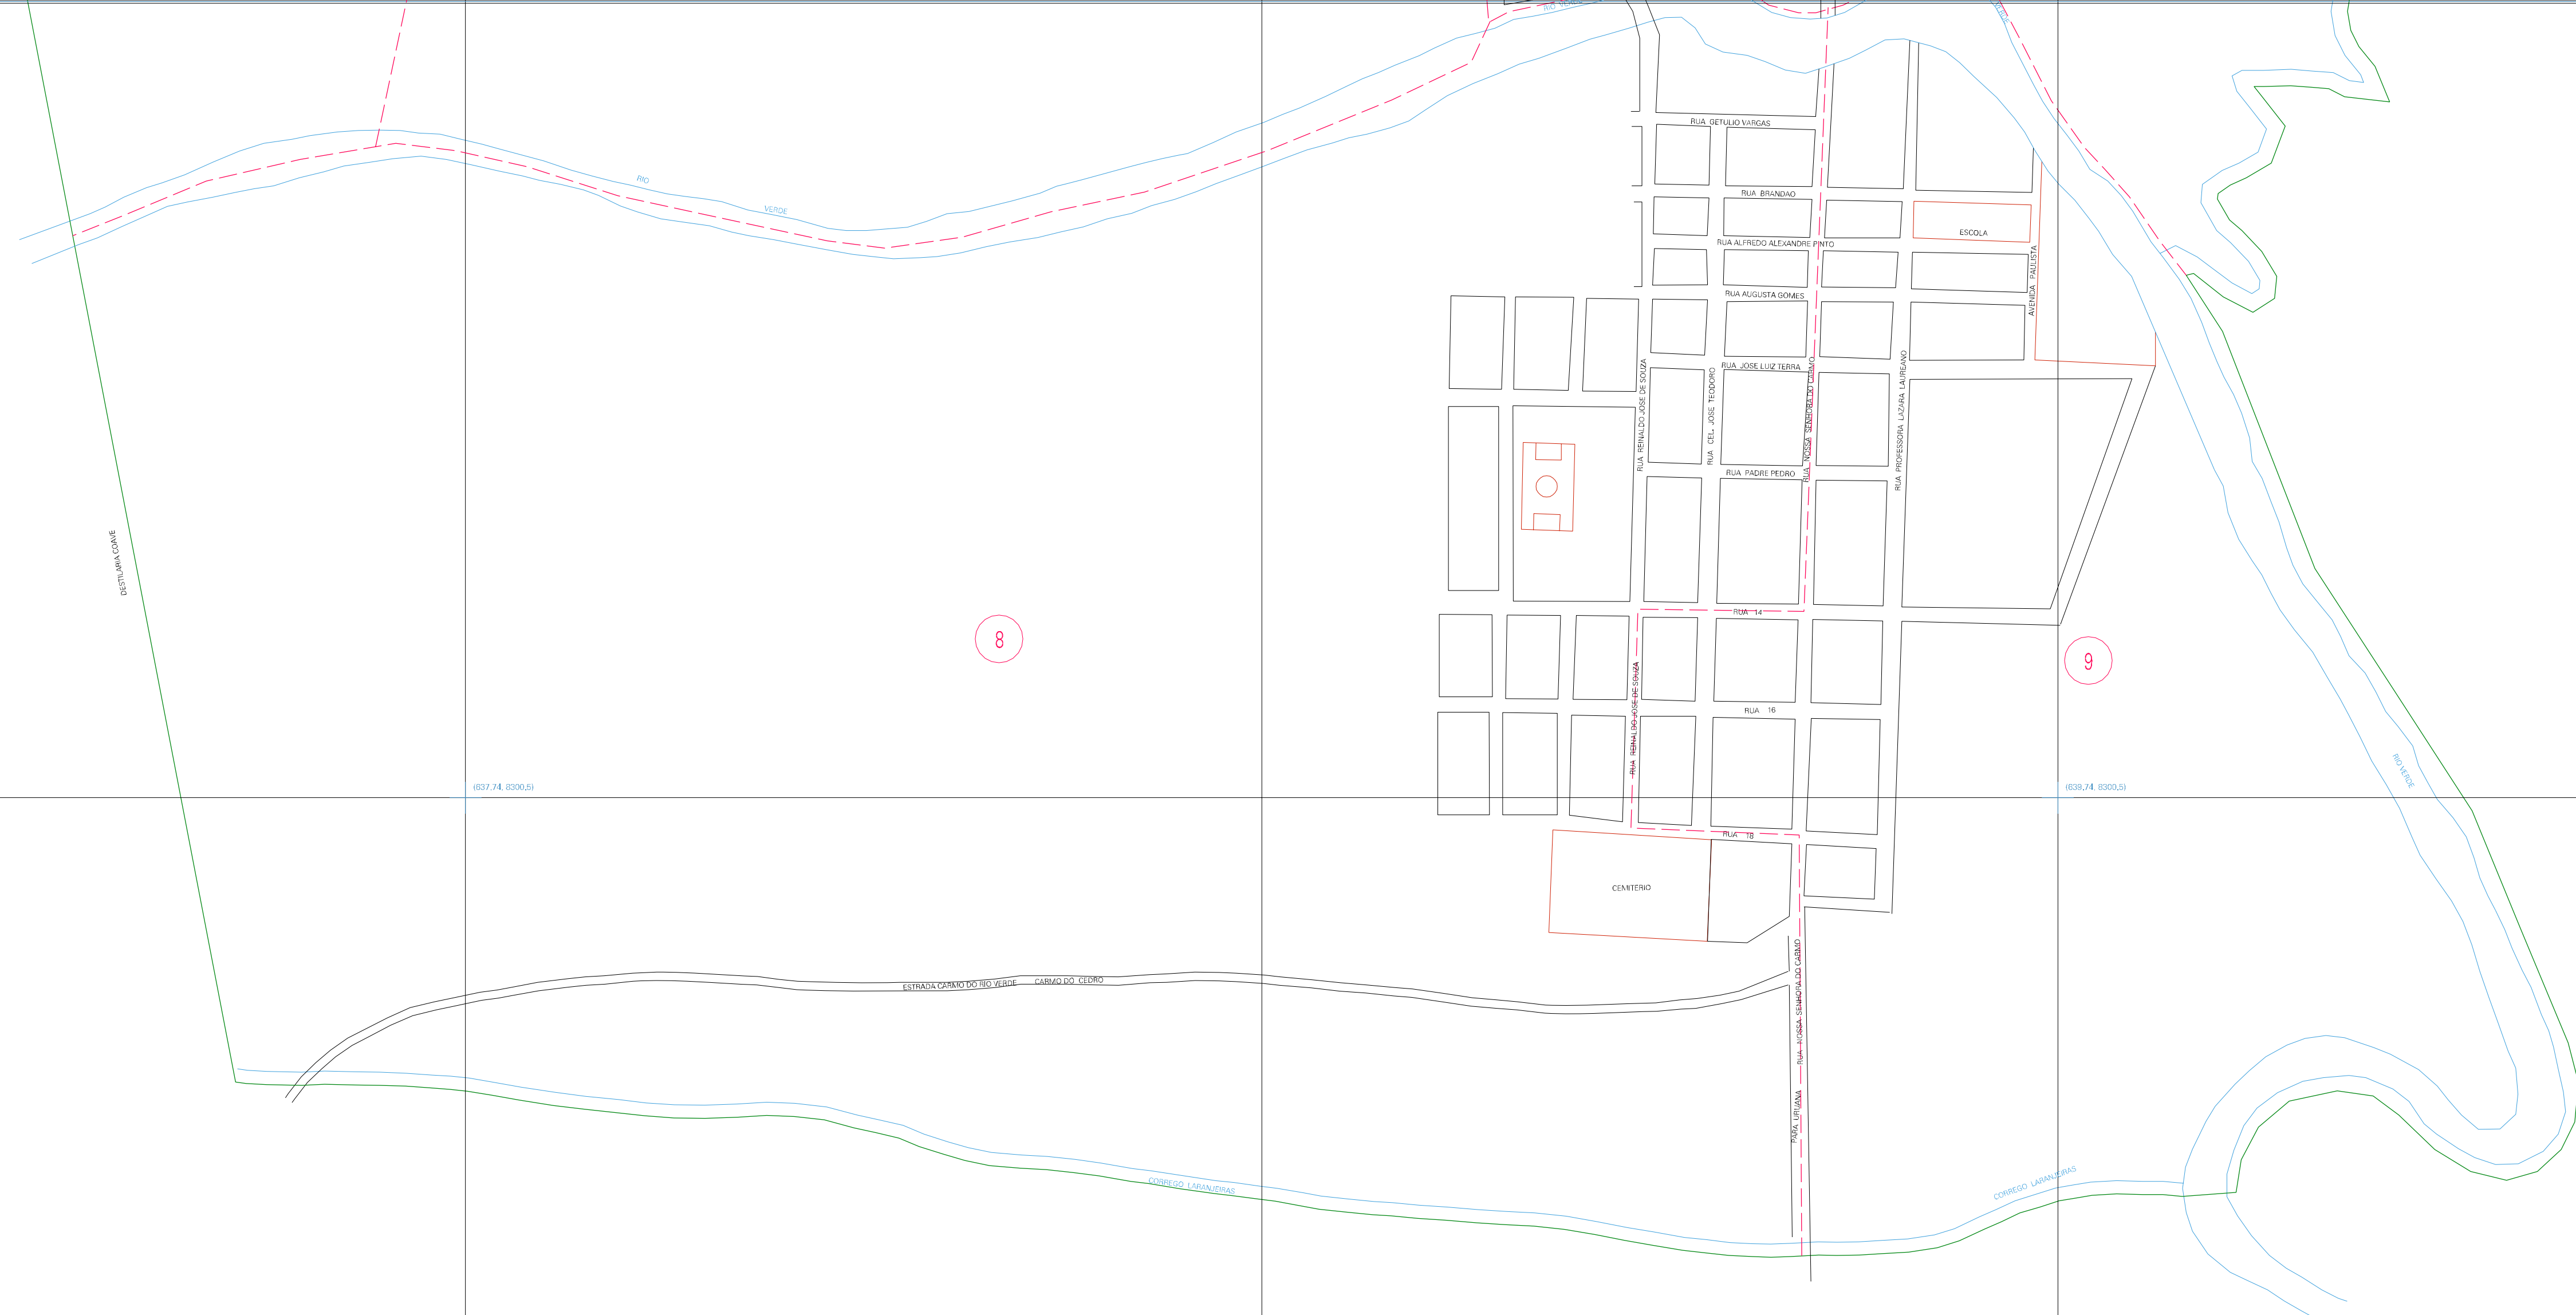 RIO VERDE
VERDE
RUA GETULIO VARGAS
RIO
VERDE
RUA BRANDAO
ESCOLA
RUA ALFREDO ALEXANDRE PINTO
AVENIDA PAULISTA
RUA AUGUSTA GOMES
RUA JOSE LUIZ TERRA
RUA REINALDO JOSE DE SOUZA
RUA CEL. JOSE TEODORO
RUA NOSSA SENHORA DO CARMO
RUA PROFESSORA LAZARA LAUREANO
RUA PADRE PEDRO
DESTILARIA COAVE
RUA 14
8
9
RUA REINALDO JOSE DE SOUZA
RUA 16
RIO VERDE
(637,74, 8300,5)
(639,74, 8300,5)
RUA 18
CEMITERIO
ESTRADA CARMO DO RIO VERDE CARMO DO CEDRO
RUA NOSSA SENHORA DO CARMO
PARA URUANA
CORREGO LARANJEIRAS
CORREGO LARANJEIRAS